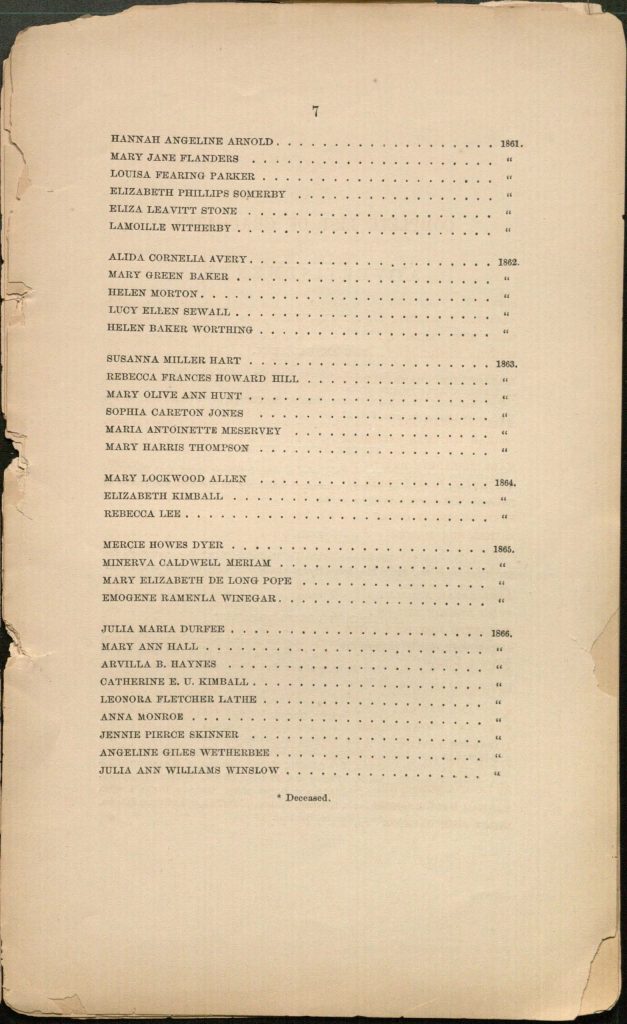 7
HANNAH ANGELINE ARNOLD . . . . . . . . . . . . . . . . . . . 1861.
MARY JANE FLANDERS . . . . . . . . . . . . . . . . . . . . . “
LOUISA FEARING PARKER . . . . . . . . . . . . . . . . . . . . “
ELIZABETH PHILLIPS SOMERBY . . . . . . . . . . . . . . . . . “
ELIZA LEAVITT STONE . . . . . . . . . . . . . . . . . . . . . “
LAMOILLE WITHERBY . . . . . . . . . . . . . . . . . . . . . . “
ALIDA CORNELIA AVERY . . . . . . . . . . . . . . . . . . . . . 1862.
MARY GREEN BAKER . . . . . . . . . . . . . . . . . . . . . . “
HELEN MORTON . . . . . . . . . . . . . . . . . . . . . . . . . “
LUCY ELLEN SEWALL . . . . . . . . . . . . . . . . . . . . . . “
HELEN BAKER WORTHING . . . . . . . . . . . . . . . . . . . . “
SUSANNA MILLER HART . . . . . . . . . . . . . . . . . . . . . 1863.
REBECCA FRANCES HOWARD HILL . . . . . . . . . . . . . . . . “
MARY OLIVE ANN HUNT . . . . . . . . . . . . . . . . . . . . . “
SOPHIA CARETON JONES . . . . . . . . . . . . . . . . . . . . “
MARIA ANTOINETTE MESERVEY . . . . . . . . . . . . . . . . . “
MARY HARRIS THOMPSON . . . . . . . . . . . . . . . . . . . . “
MARY LOCKWOOD ALLEN . . . . . . . . . . . . . . . . . . . . . 1864.
ELIZABETH KIMBALL . . . . . . . . . . . . . . . . . . . . . . “
REBECCA LEE . . . . . . . . . . . . . . . . . . . . . . . . . . “
MERCIE HOWES DYER . . . . . . . . . . . . . . . . . . . . . . 1865.
MINERVA CALDWELL MERIAM . . . . . . . . . . . . . . . . . . “
MARY ELIZABETH DE LONG POPE . . . . . . . . . . . . . . . . “
EMOGENE RAMENLA WINEGAR . . . . . . . . . . . . . . . . . . “
JULIA MARIA DURFEE . . . . . . . . . . . . . . . . . . . . . . 1866.
MARY ANN HALL . . . . . . . . . . . . . . . . . . . . . . . . “
ARVILLA B. HAYNES . . . . . . . . . . . . . . . . . . . . . . “
CATHERINE E. U. KIMBALL . . . . . . . . . . . . . . . . . . . . “
LEONORA FLETCHER LATHE . . . . . . . . . . . . . . . . . . . “
ANNA MONROE . . . . . . . . . . . . . . . . . . . . . . . . . “
JENNIE PIERCE SKINNER . . . . . . . . . . . . . . . . . . . . “
ANGELINE GILES WETHERBEE . . . . . . . . . . . . . . . . . . “
JULIA ANN WILLIAMS WINSLOW . . . . . . . . . . . . . . . . . “
* Deceased.